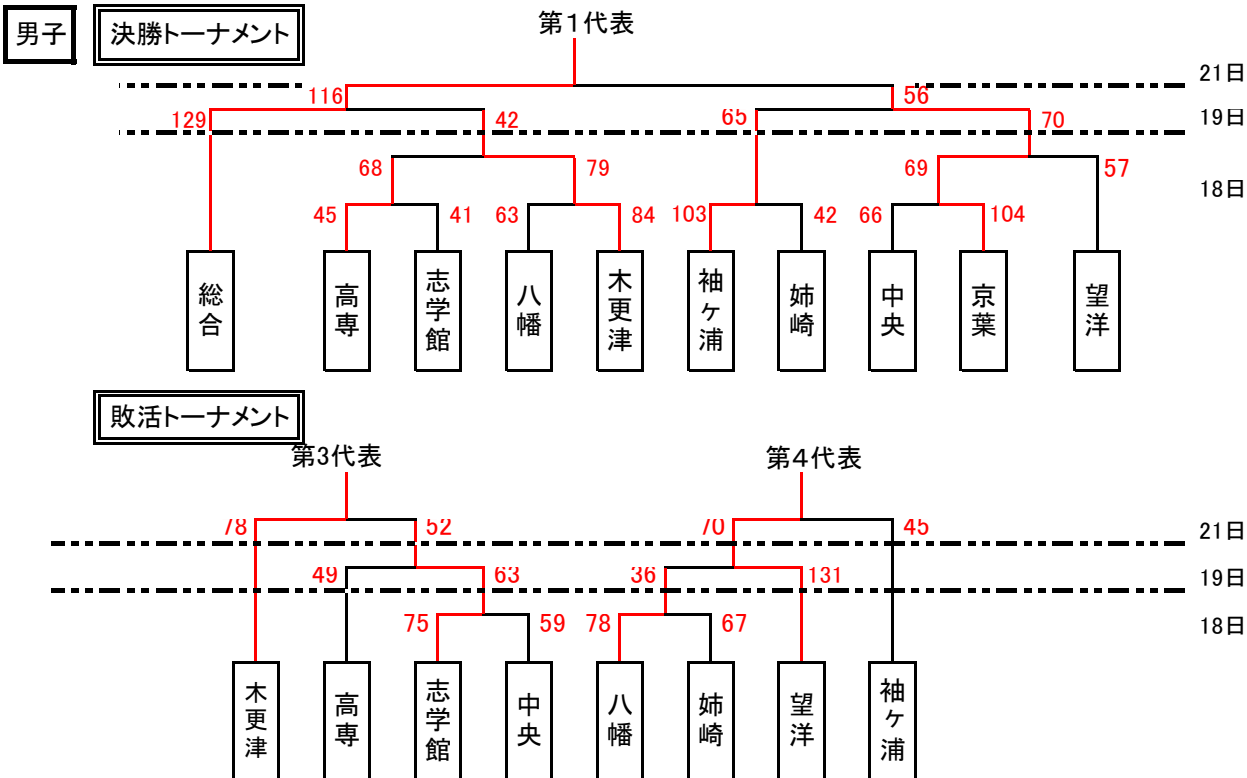 男子
決勝トーナメント
第1代表
21日
116
56
129
42
65
70
19日
68
79
69
57
18日
45
41
63
84
103
42
66
104
総合
高専
志学館
八幡
木更津
袖ヶ浦
姉崎
中央
京葉
望洋
敗活トーナメント
第3代表
第4代表
78
52
70
45
21日
49
63
36
131
19日
75
59
78
67
18日
木更津
高専
志学館
中央
八幡
姉崎
望洋
袖ヶ浦